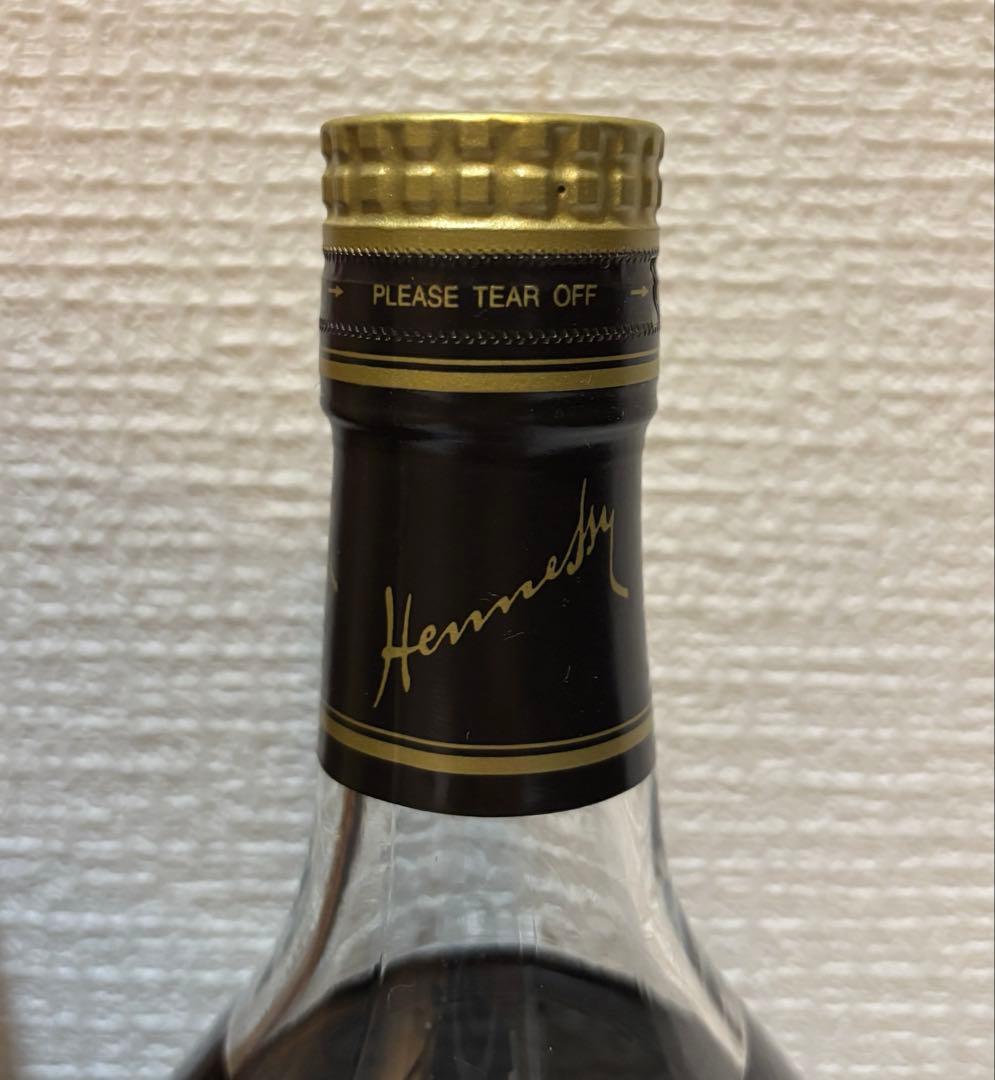 → PLEASE TEAR OFF →
Hennessy